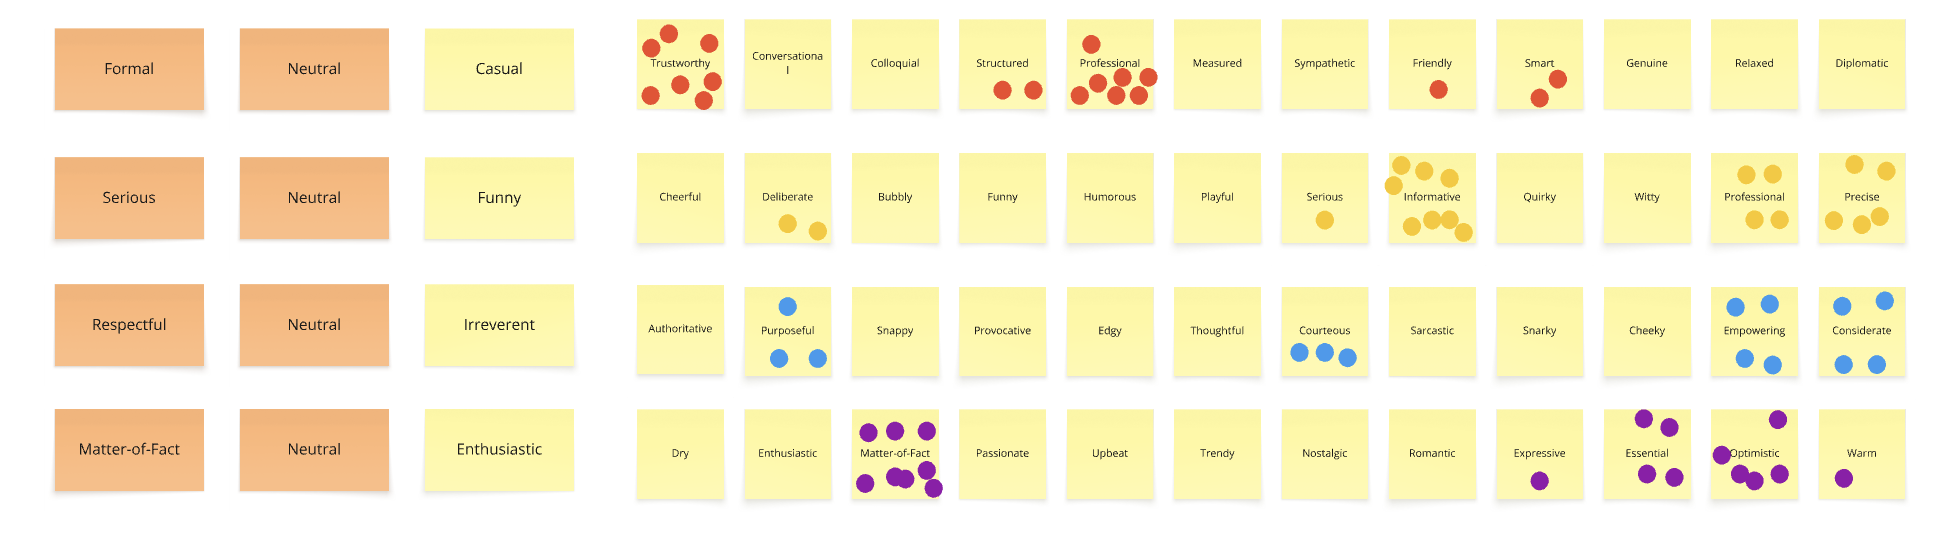 Formal Neutral Casual Trustworthy Conversationa Colloquial Structured Professional Measured Sympathetic Friendly Smart Genuine Relaxed Diplomatic
l
Serious Neutral Funny Cheerful Deliberate Bubbly Funny Humorous Playful Serious Informative Quirky Witty Professional Precise
Respectful Neutral Irreverent Authoritative Purposeful Snappy Provocative Edgy Thoughtful Courteous Sarcastic Snarky Cheeky Empowering Considerate
Matter-of-Fact Neutral Enthusiastic Dry Enthusiastic Matter-of-Fact Passionate Upbeat Trendy Nostalgic Romantic Expressive Essential Optimistic Warm